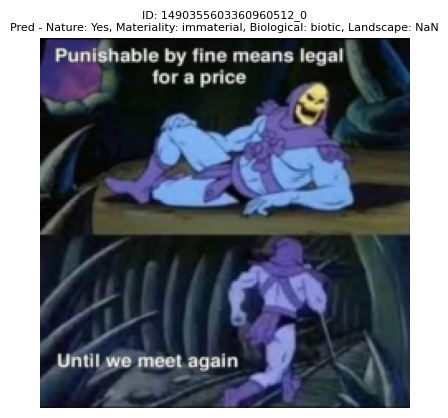 ID: 1490355603360960512_0
Pred - Nature: Yes, Materiality: immaterial, Biological: biotic, Landscape: NaN
Punishable by fine means legal
for a price
Until we meet again